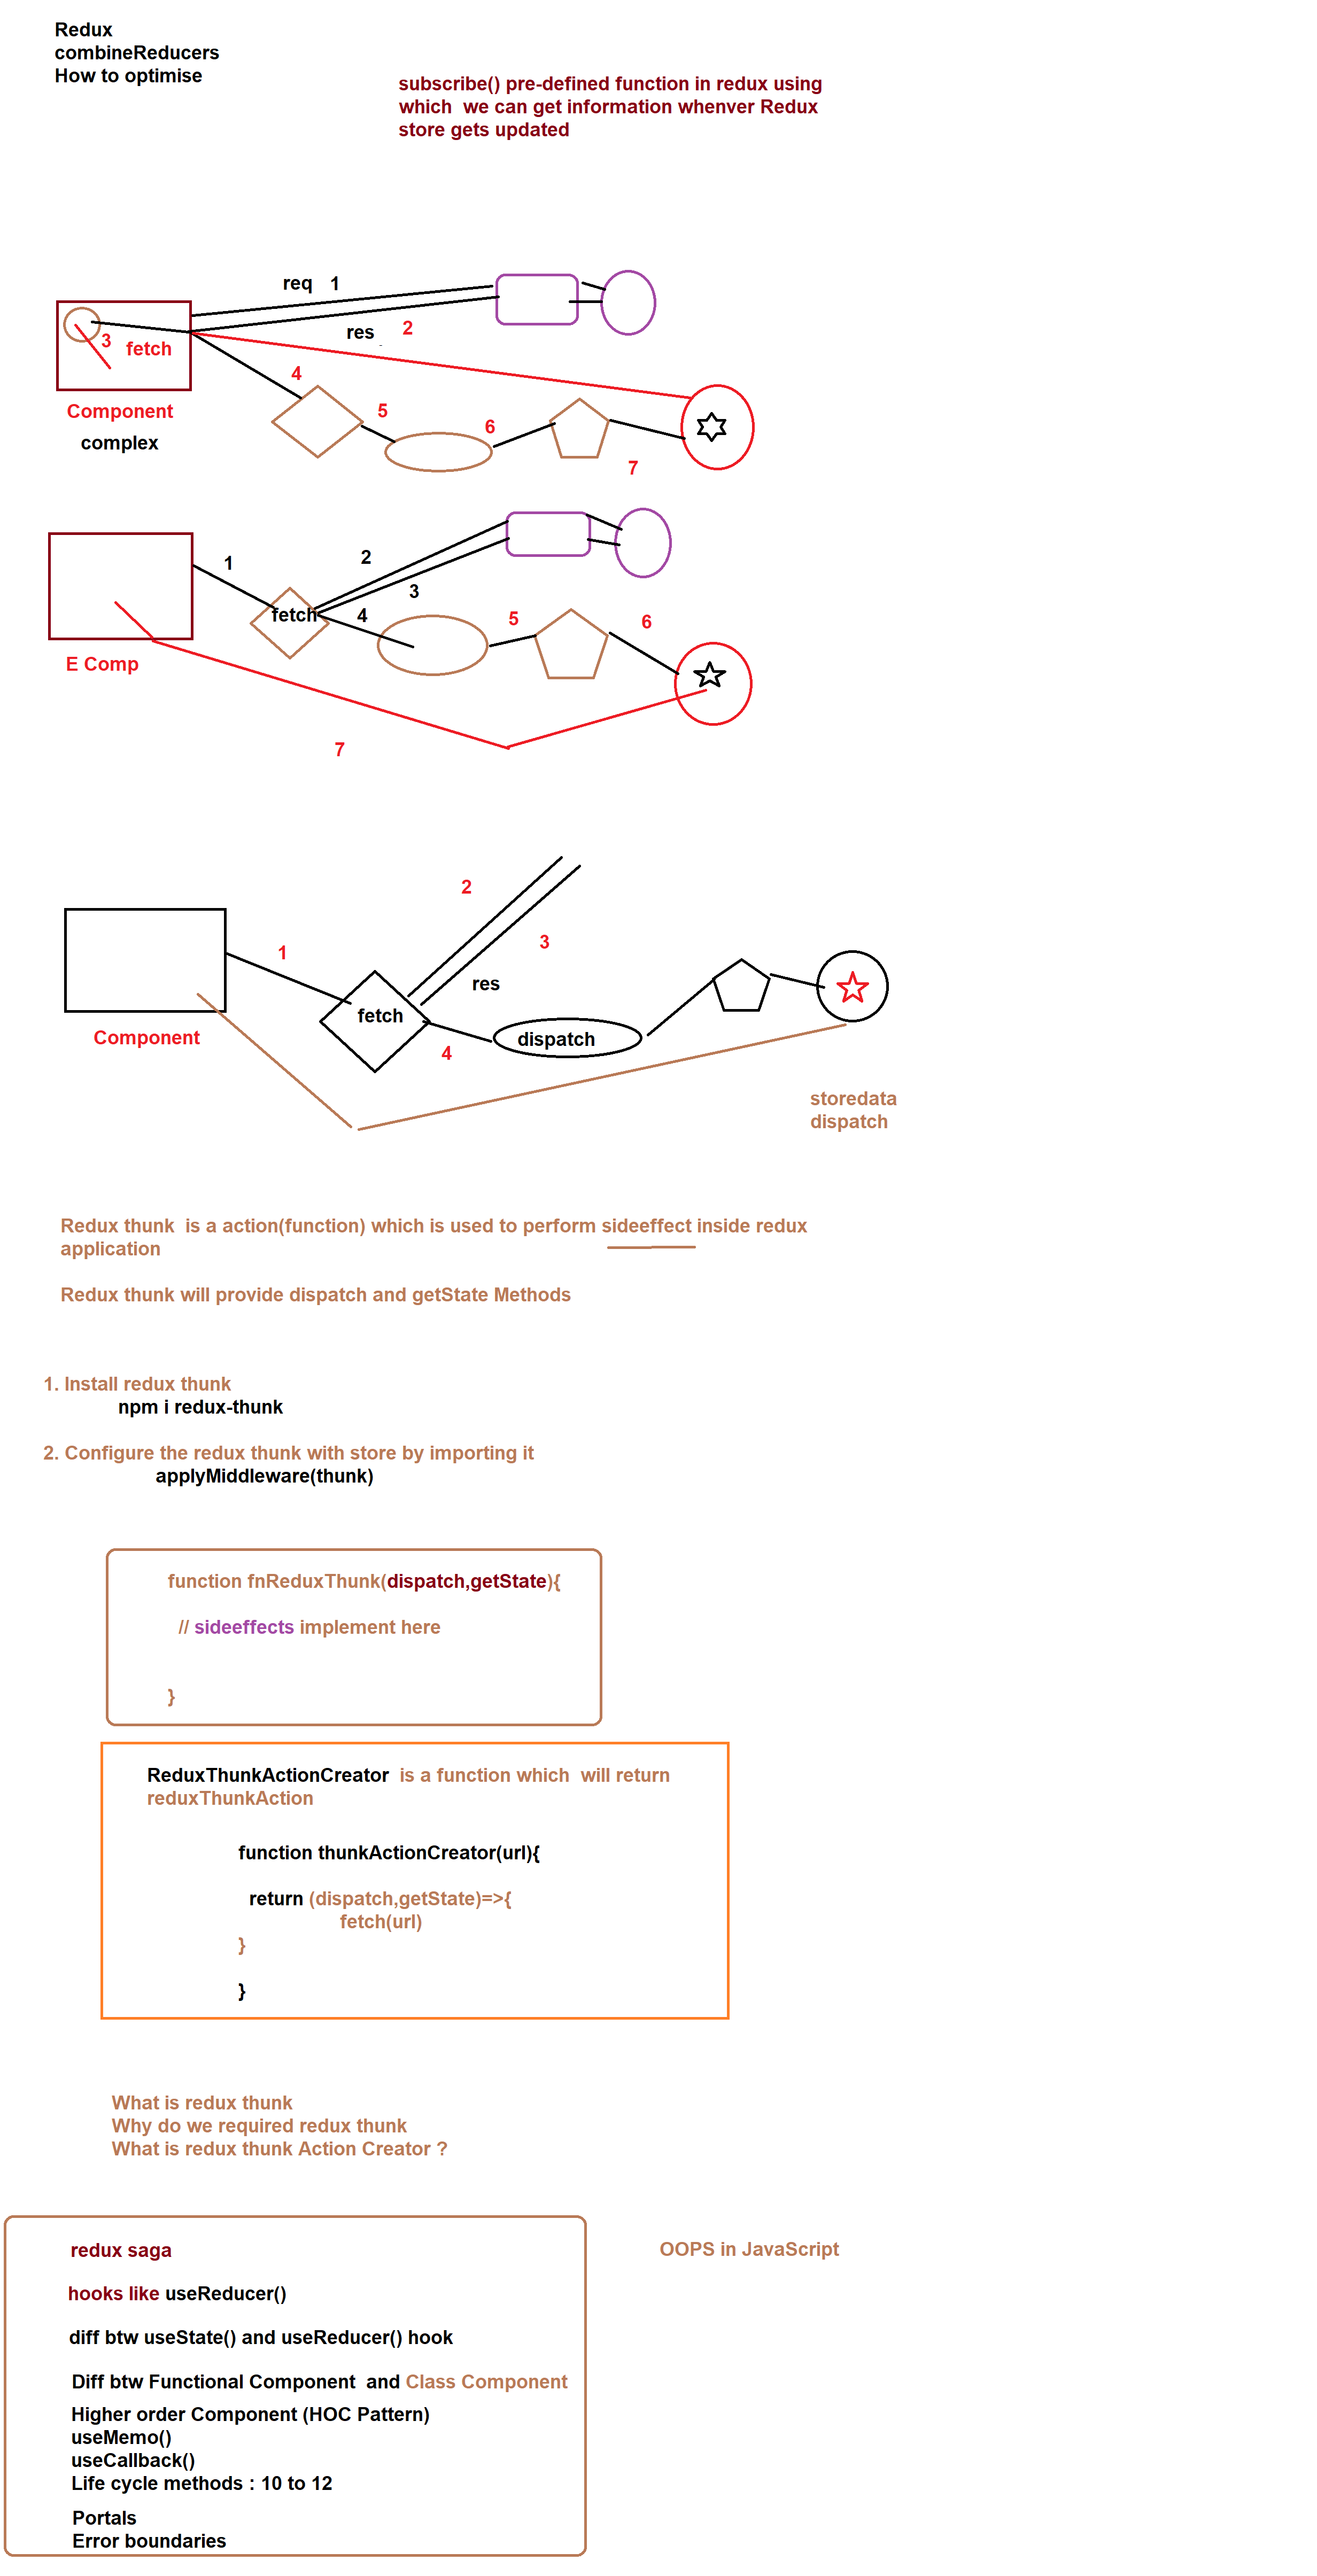 Redux
combineReducers
How to optimise
subscribe() pre-defined function in redux using
which  we can get information whenver Redux
store gets updated
req 1
res 2
3 fetch
4
Component
5
6
complex
7
1
2
3
fetch
4
5
6
E Comp
7
2
3
1
res
fetch
Component
dispatch
4
storedata
dispatch
Redux thunk  is a action(function) which is used to perform sideeffect inside redux
application
Redux thunk will provide dispatch and getState Methods
1. Install redux thunk
npm i redux-thunk
2. Configure the redux thunk with store by importing it
applyMiddleware(thunk)
function fnReduxThunk(dispatch,getState){
// sideeffects implement here
}
ReduxThunkActionCreator  is a function which  will return
reduxThunkAction
function thunkActionCreator(url){
return (dispatch,getState)=>{
fetch(url)
}
}
What is redux thunk
Why do we required redux thunk
What is redux thunk Action Creator ?
redux saga
OOPS in JavaScript
hooks like useReducer()
diff btw useState() and useReducer() hook
Diff btw Functional Component  and Class Component
Higher order Component (HOC Pattern)
useMemo()
useCallback()
Life cycle methods : 10 to 12
Portals
Error boundaries